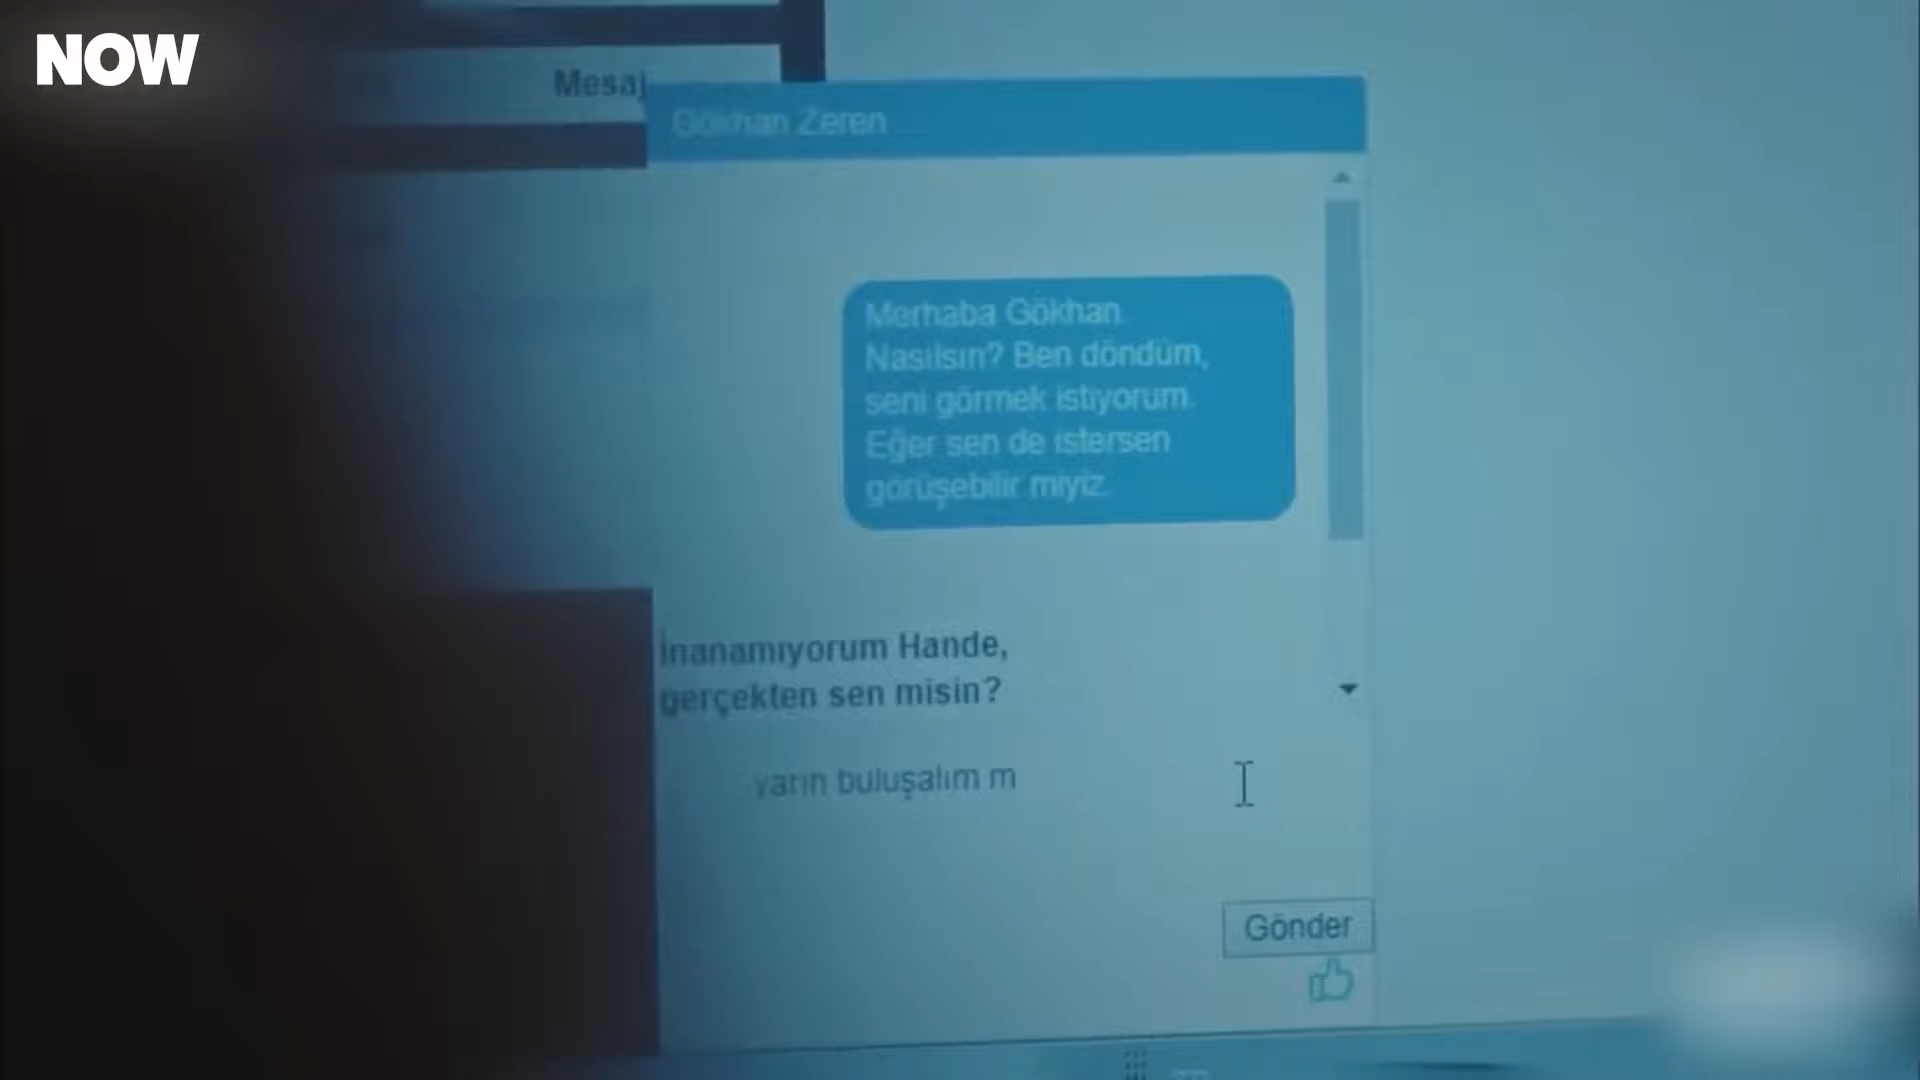 NOW
Mesaj
Gökhan Zeren
Merhaba Gökhan.
Nasılsın? Ben döndüm,
seni görmek istiyorum.
Eğer sen de istersen
görüşebilir miyiz.
İnanamıyorum Hande,
gerçekten sen misin?
yarın buluşalım m
Gönder